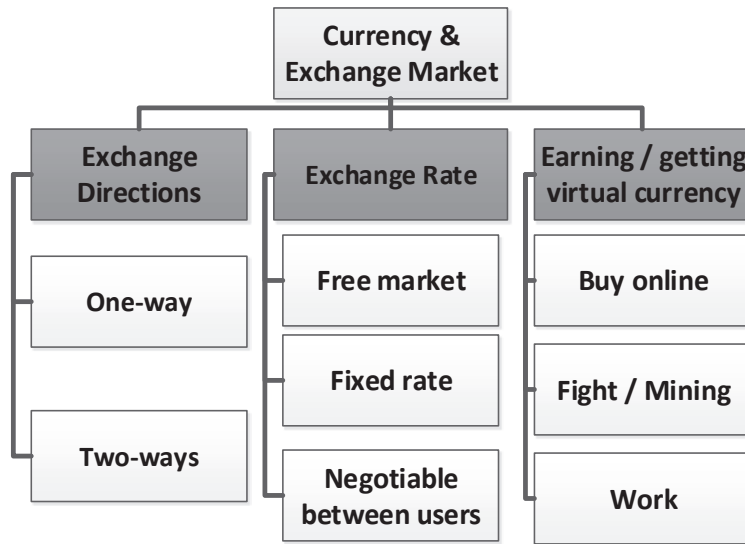 Currency &
Exchange Market
Exchange
Directions
One-way
Two-ways
Exchange Rate
Free market
Fixed rate
Negotiable
between users
Earning / getting
virtual currency
Buy online
Fight / Mining
Work